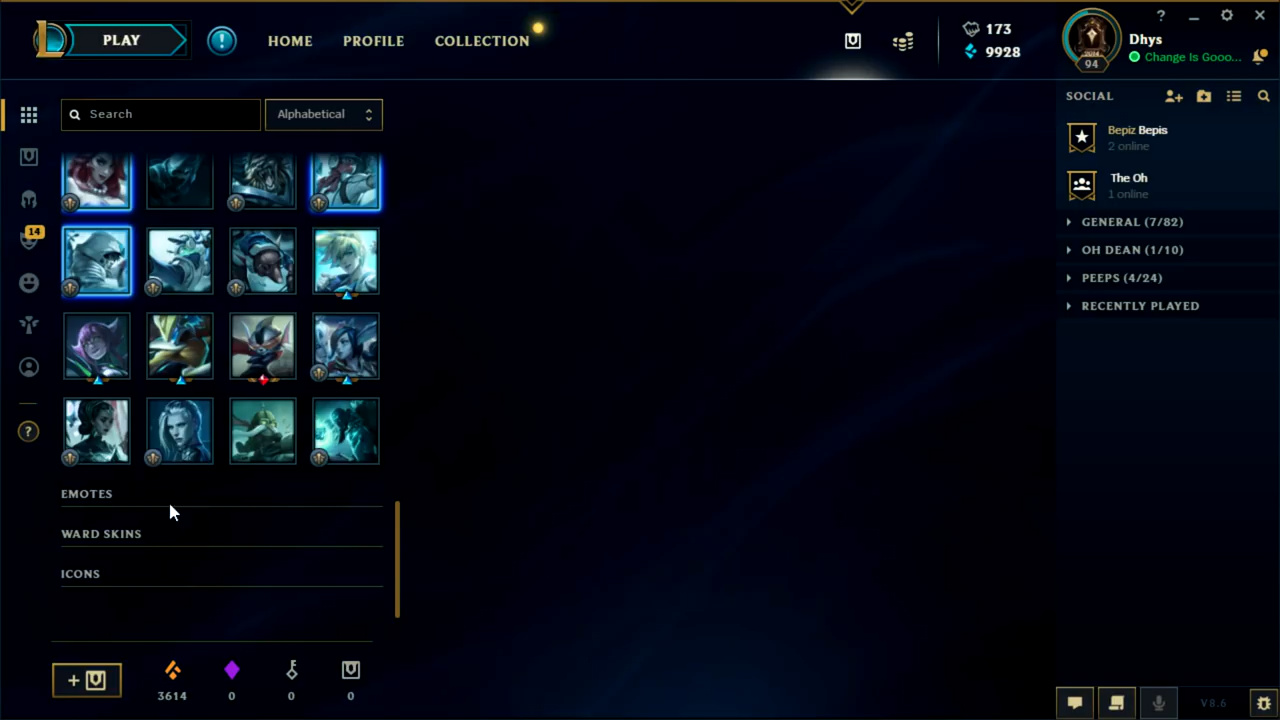 PLAY
HOME
PROFILE
COLLECTION
173
9928
94
Dhys
Change Is Gooo...
Search
Alphabetical
14
SOCIAL
Bepiz Bepis
2 online
The Oh
1 online
GENERAL (7/82)
OH DEAN (1/10)
PEEPS (4/24)
RECENTLY PLAYED
EMOTES
WARD SKINS
ICONS
3614
0
0
0
V8.6